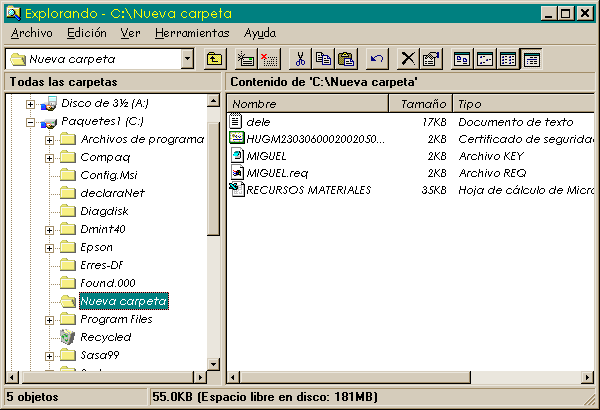 Explorando - C:\Nueva carpeta
Archivo Edición Ver Herramientas Ayuda
Nueva carpeta
Todas las carpetas
Contenido de 'C:\Nueva carpeta'
Disco de 3½ (A:)
Paquetes1 (C:)
Archivos de programa
Compaq
Config.Msi
declaraNet
Diagdisk
Dmint40
Epson
Erres-DF
Found.000
Nueva carpeta
Program Files
Recycled
Sasa99
Nombre Tamaño Tipo
dele 17KB Documento de texto
HUGM2303060002002050... 2KB Certificado de seguridad
MIGUEL 2KB Archivo KEY
MIGUEL.req 2KB Archivo REQ
RECURSOS MATERIALES 35KB Hoja de cálculo de Micro
5 objetos
55.0KB (Espacio libre en disco: 181MB)